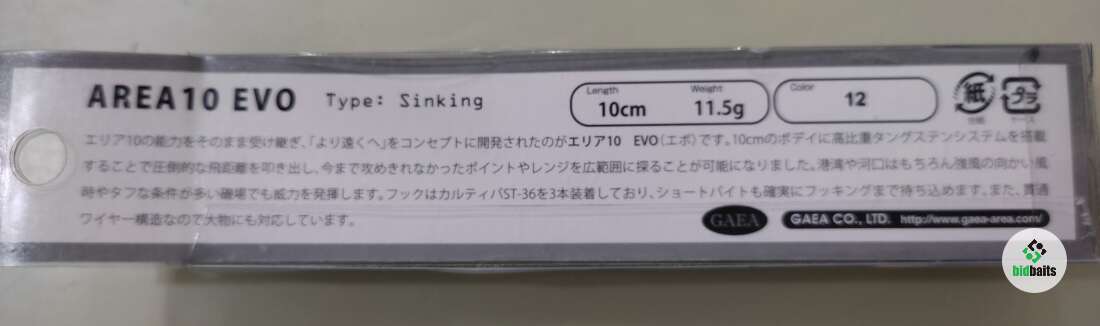 AREA10 EVO Type: Sinking
Length 10cm Weight 11.5g
Color 12
紙
プラ
エリア10の能力をそのまま受け継ぎ、「より遠くへ」をコンセプトに開発されたのがエリア10 EVO（エボ）です。10cmのボディに高比重タングステンシステムを搭載
することで圧倒的な飛距離を叩き出し、今まで攻めきれなかったポイントやレンジを広範囲に探ることが可能になりました。港湾や河口はもちろん強風の向かい風
時やタフな条件が多い磯場でも威力を発揮します。フックはカルティバST-36を3本装着しており、ショートバイトも確実にフッキングまで持ち込めます。また、貫通
ワイヤー構造なので大物にも対応しています。
GAEA GAEA CO., LTD. http://www.gaea-area.com/
bidbaits